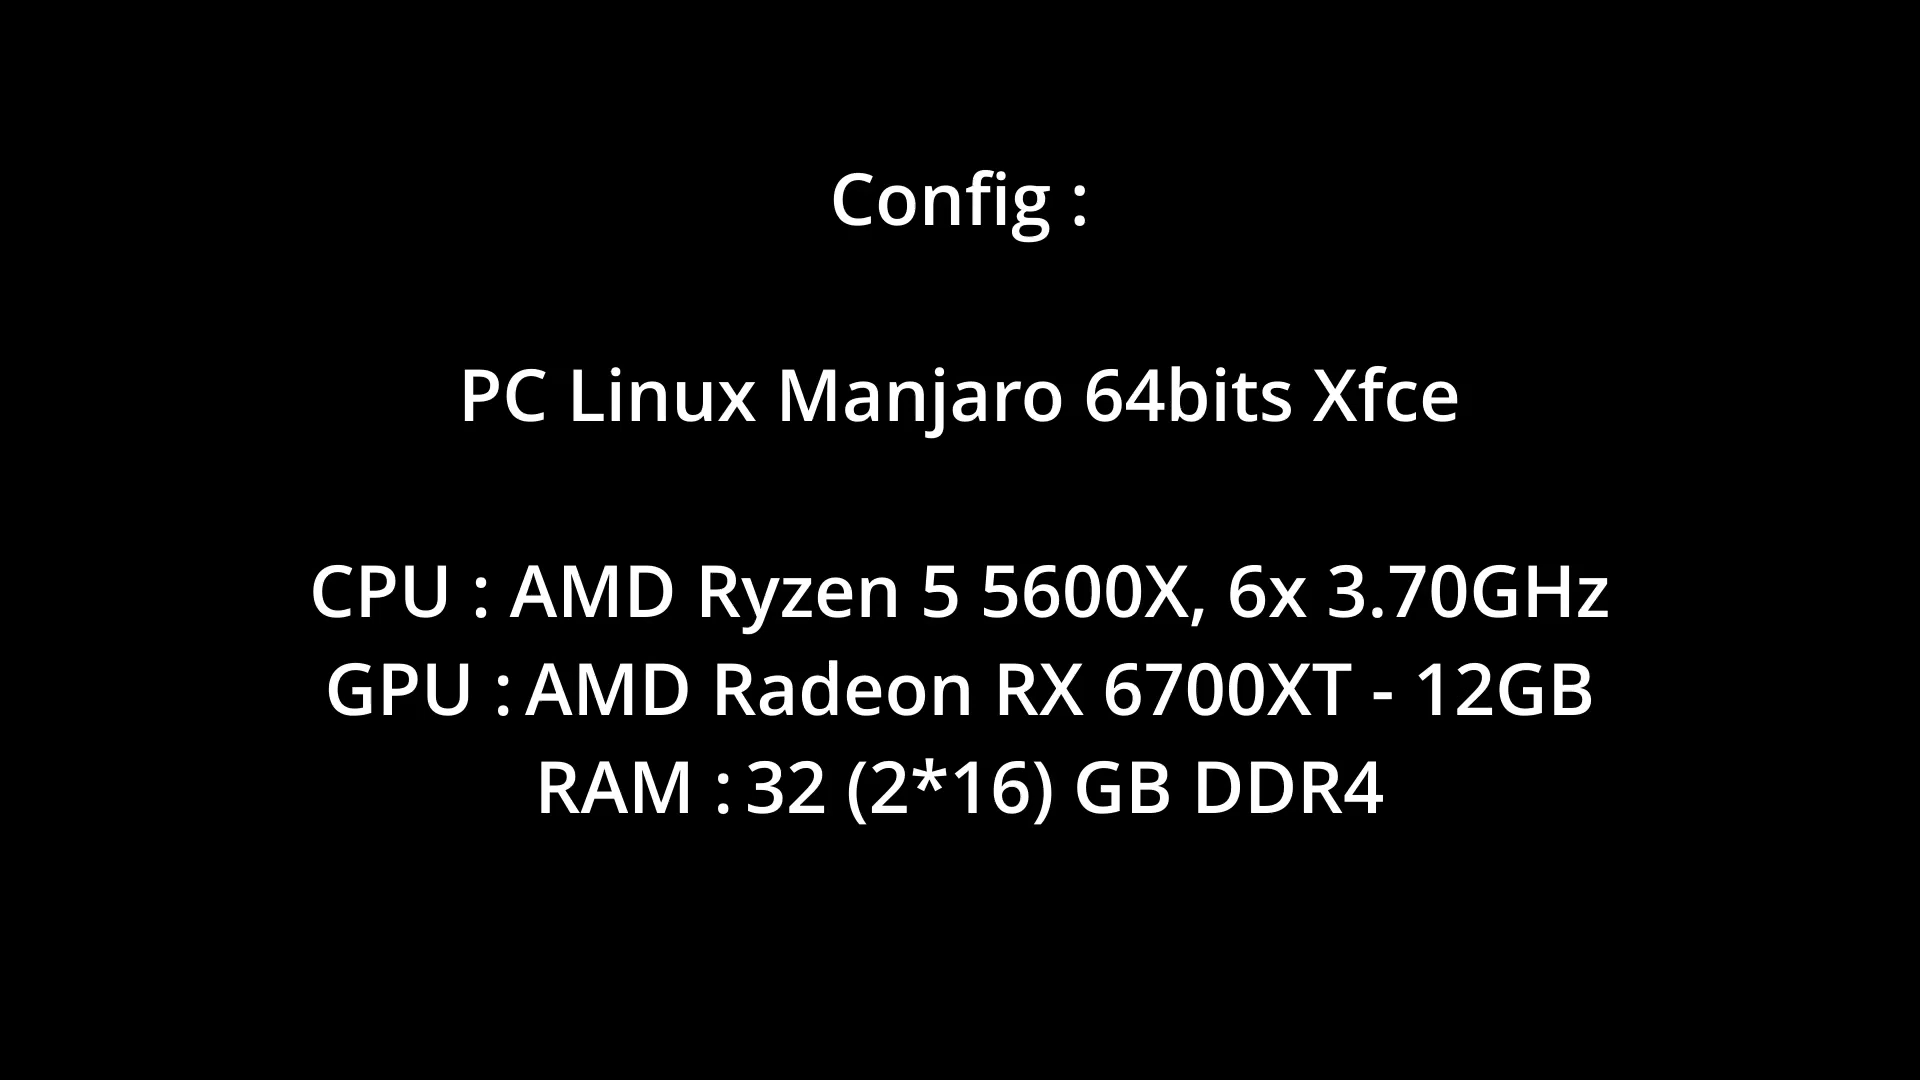 Config :
PC Linux Manjaro 64bits Xfce
CPU : AMD Ryzen 5 5600X, 6x 3.70GHz
GPU : AMD Radeon RX 6700XT - 12GB
RAM : 32 (2*16) GB DDR4